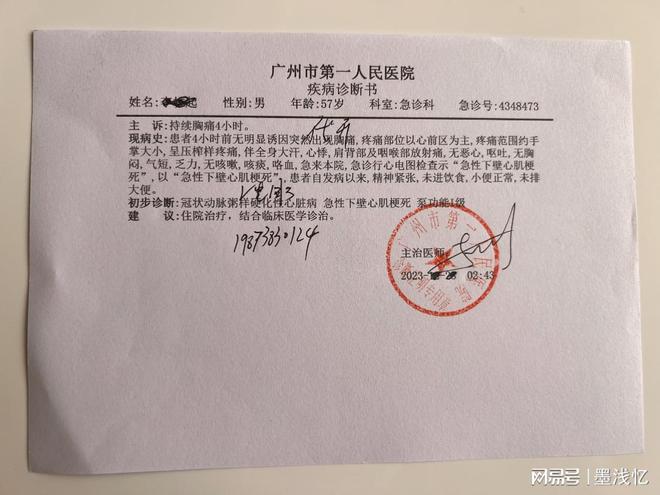 广州市第一人民医院
疾病诊断书
姓名: 性别:男 年龄:57岁 科室:急诊科 急诊号:4348473
主 诉:持续胸痛4小时。
现病史:患者4小时前无明显诱因突然出现胸痛,疼痛部位以心前区为主,疼痛范围约手
掌大小,呈压榨样疼痛,伴全身大汗,心悸,肩背部及咽喉部放射痛,无恶心,呕吐,无胸
闷,气短,乏力,无咳嗽,咳痰,咯血,急来本院,急诊行心电图检查示“急性下壁心肌梗
死”,以“急性下壁心肌梗死”,患者自发病以来,精神紧张,未进饮食,小便正常,未排
大便。
初步诊断:冠状动脉粥样硬化性心脏病 急性下壁心肌梗死 泵功能1级
建 议:住院治疗,结合临床医学诊治。
代开
主治医师
2023- 02:43
广州市第一人民医院
网易号 | 墨浅忆